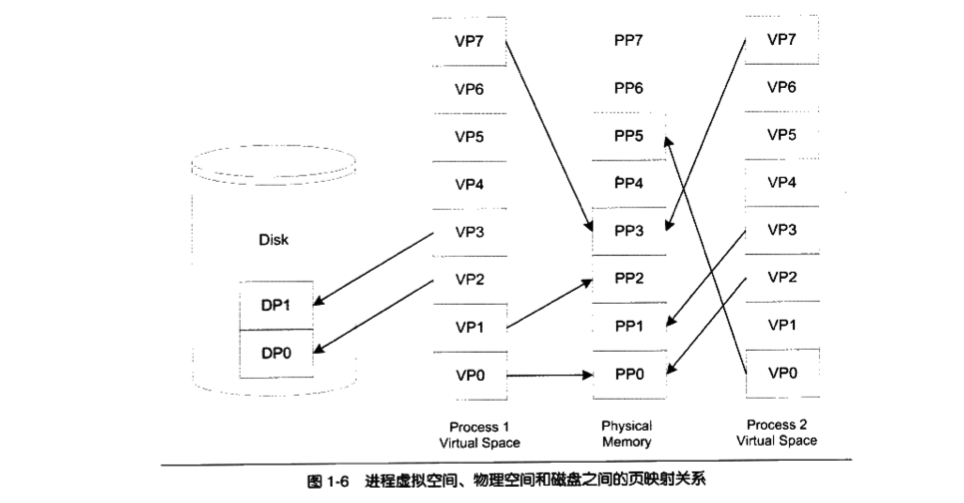 VP7 PP7 VP7
VP6 PP6 VP6
VP5 PP5 VP5
VP4 PP4 VP4
Disk VP3 PP3 VP3
DP1 VP2 PP2 VP2
DP0 VP1 PP1 VP1
VP0 PP0 VP0
Process 1 Physical Process 2
Virtual Space Memory Virtual Space
图 1-6 进程虚拟空间、物理空间和磁盘之间的页映射关系